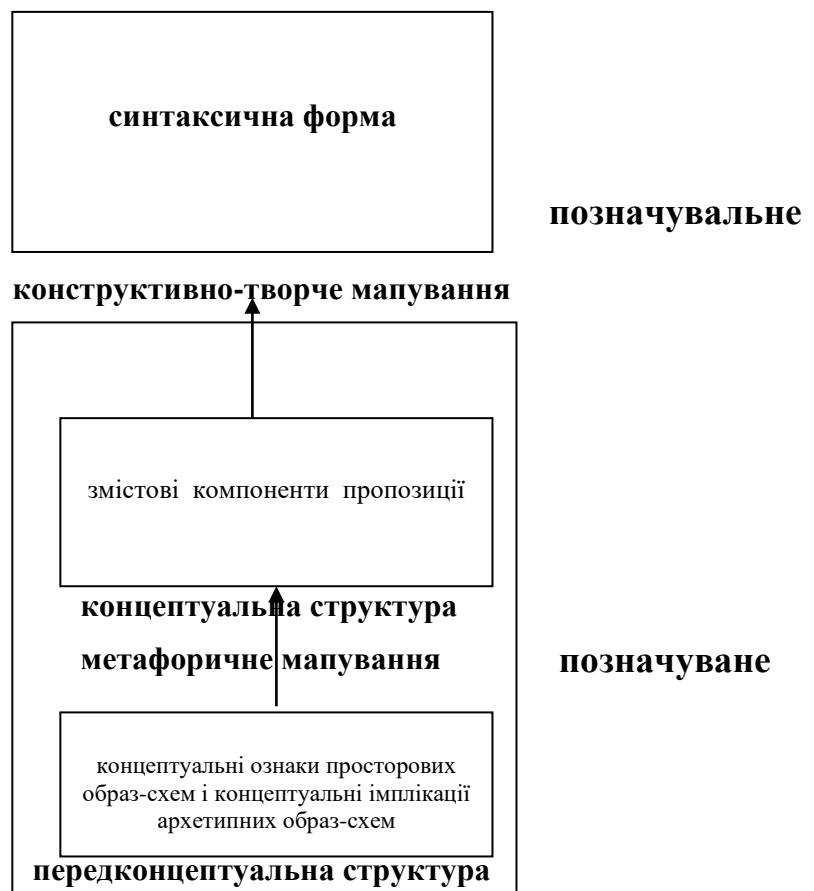 синтаксична форма
позначувальне
конструктивно-творче мапування
змістові компоненти пропозиції
концептуальна структура
метафоричне мапування
позначуване
концептуальні ознаки просторових
образ-схем і концептуальні імплікації
архетипних образ-схем
передконцептуальна структура